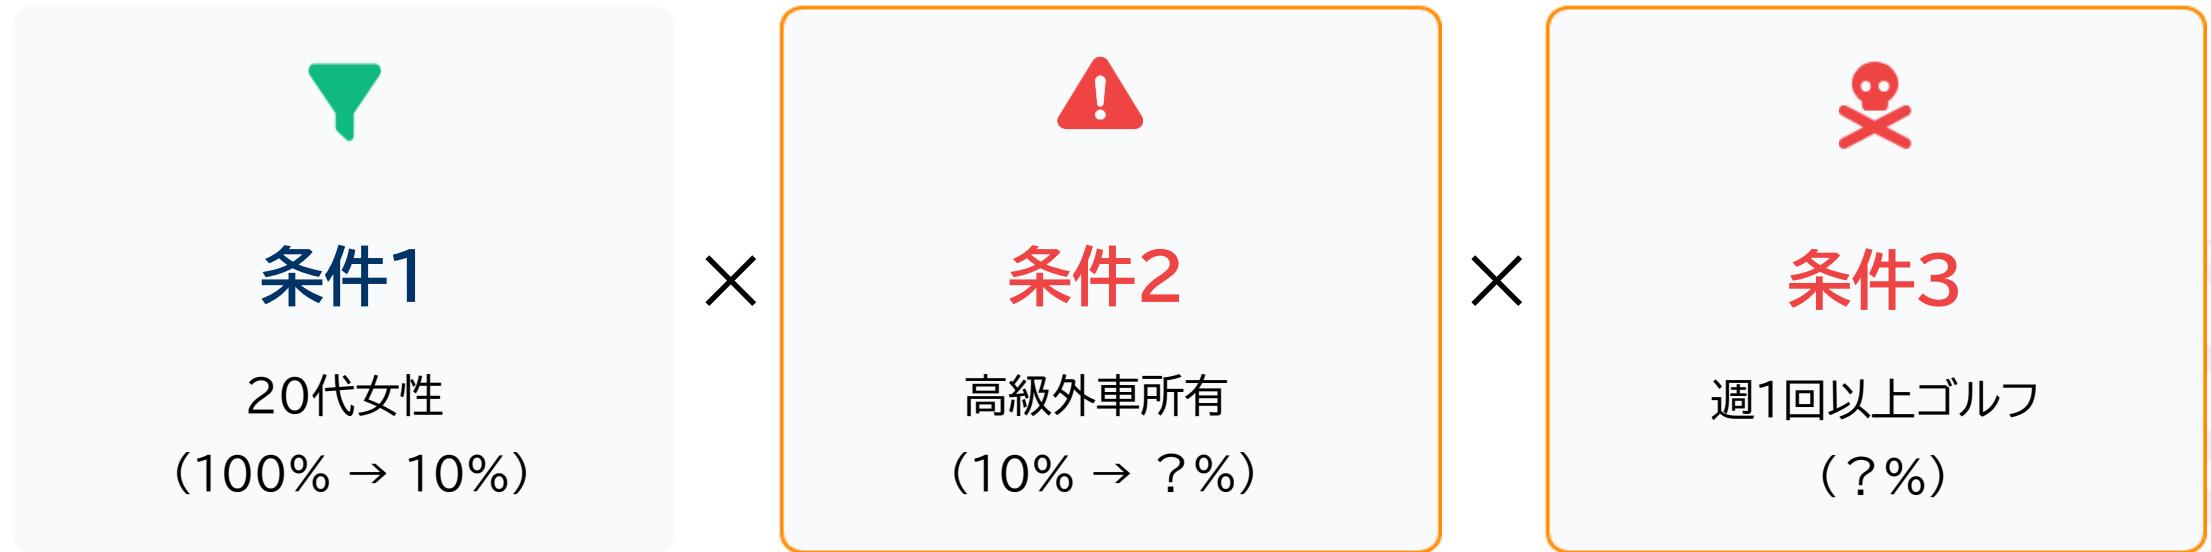 条件1
20代女性
(100% → 10%)
×
条件2
高級外車所有
(10% → ?%)
×
条件3
週1回以上ゴルフ
(?%)